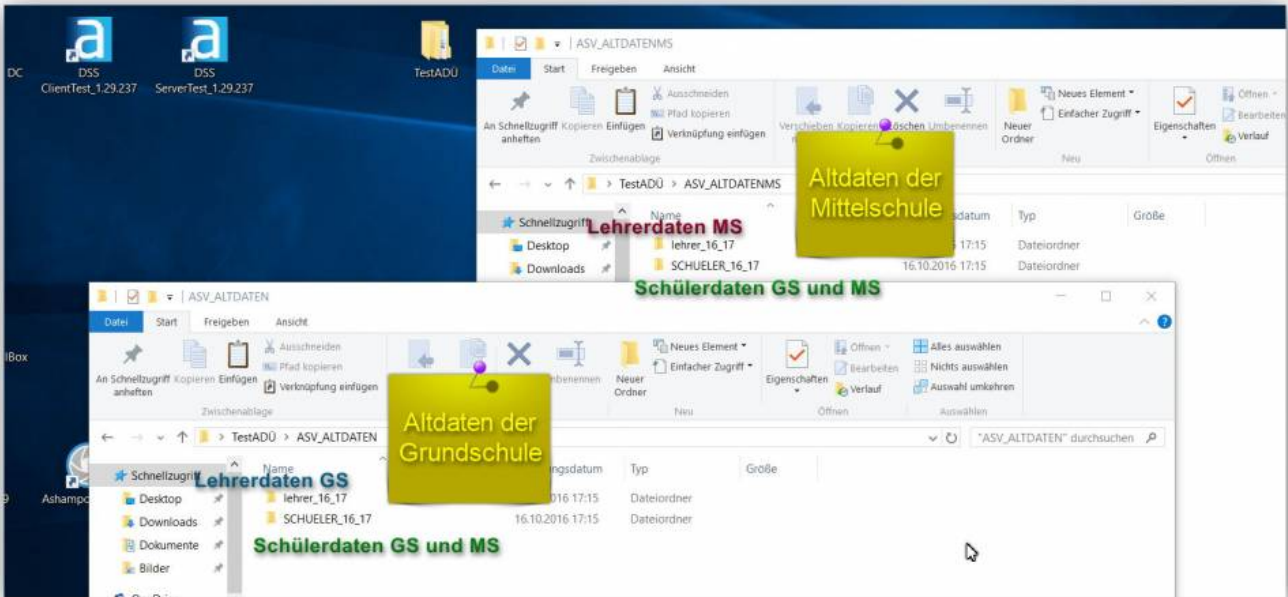 DC
DSS
ClientTest_1.29.237
DSS
ServerTest_1.29.237
TestADÜ
ASV_ALTDATENMS
Datei Start Freigeben Ansicht
An Schnellzugriff anheften
Kopieren
Einfügen
Ausschneiden
Pfad kopieren
Verknüpfung einfügen
Zwischenablage
Verschieben
Kopieren
Löschen
Umbenennen
Neuer
Ordner
Neues Element
Einfacher Zugriff
Neu
Eigenschaften
Öffnen
Bearbeiten
Verlauf
Öffnen
Altdaten der
Mittelschule
> TestADÜ > ASV_ALTDATENMS
Schnellzugriff
Desktop
Downloads
Name Typ Größe
Lehrerdaten MS
lehrer_16_17 17:15 Dateiordner
SCHUELER_16_17 16.10.2016 17:15 Dateiordner
Schülerdaten GS und MS
ASV_ALTDATEN
Datei Start Freigeben Ansicht
An Schnellzugriff
anheften
Kopieren
Einfügen
Ausschneiden
Pfad kopieren
Verknüpfung einfügen
Zwischenablage
Neuer
Ordner
Neues Element
Einfacher Zugriff
Neu
Eigenschaften
Öffnen
Bearbeiten
Verlauf
Öffnen
Alles auswählen
Nichts auswählen
Auswahl umkehren
Auswählen
Altdaten der
Grundschule
> TestADÜ > ASV_ALTDATEN
"ASV_ALTDATEN" durchsuchen
Schnellzugriff
Desktop
Downloads
Dokumente
Bilder
Name Typ Größe
Lehrerdaten GS
lehrer_16_17 17:15 Dateiordner
SCHUELER_16_17 16.10.2016 17:15 Dateiordner
Schülerdaten GS und MS